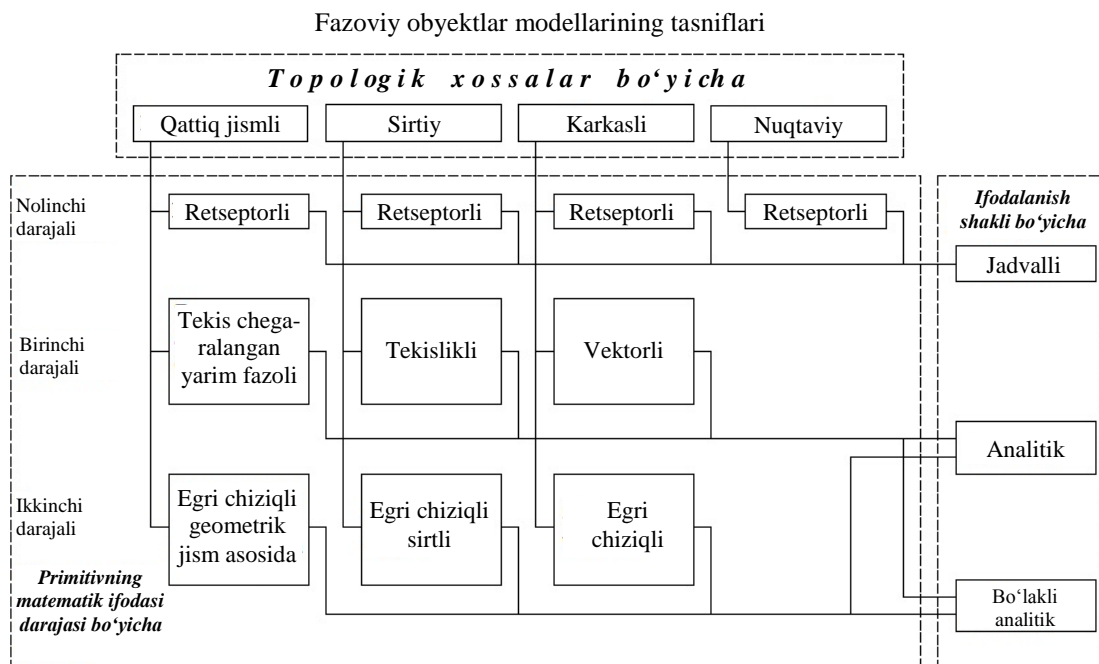 Fazoviy obyektlar modellarining tasniflari
Topologik xossalar bo‘yicha
Qattiq jismli
Sirtiy
Karkasli
Nuqtaviy
Nolinchi
darajali
Retseptorli
Retseptorli
Retseptorli
Retseptorli
Ifodalanish
shakli bo‘yicha
Jadvalli
Birinchi
darajali
Tekis chega-
ralangan
yarim fazoli
Tekislikli
Vektorli
Analitik
Ikkinchi
darajali
Egri chiziqli
geometrik
jism asosida
Egri chiziqli
sirtli
Egri
chiziqli
Primitivning
matematik ifodasi
darajasi bo‘yicha
Bo‘lakli
analitik